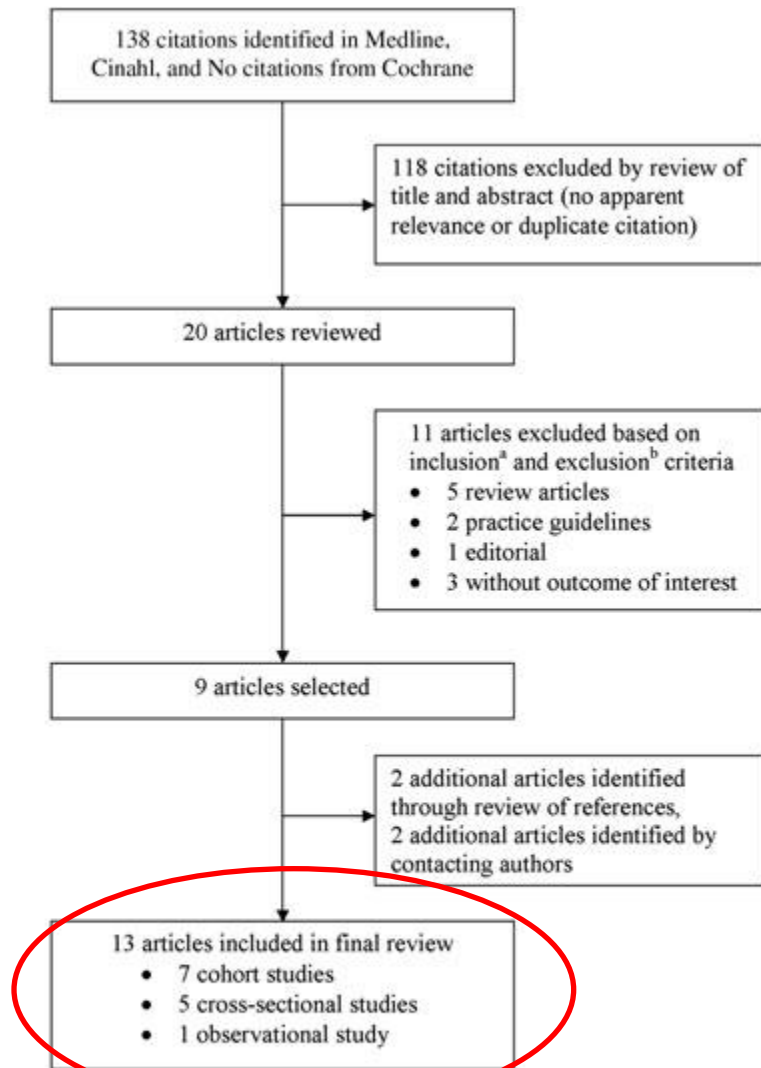 138 citations identified in Medline,
Cinahl, and No citations from Cochrane
118 citations excluded by review of
title and abstract (no apparent
relevance or duplicate citation)
20 articles reviewed
11 articles excluded based on
inclusionᵃ and exclusionᵇ criteria
• 5 review articles
• 2 practice guidelines
• 1 editorial
• 3 without outcome of interest
9 articles selected
2 additional articles identified
through review of references,
2 additional articles identified by
contacting authors
13 articles included in final review
• 7 cohort studies
• 5 cross-sectional studies
• 1 observational study